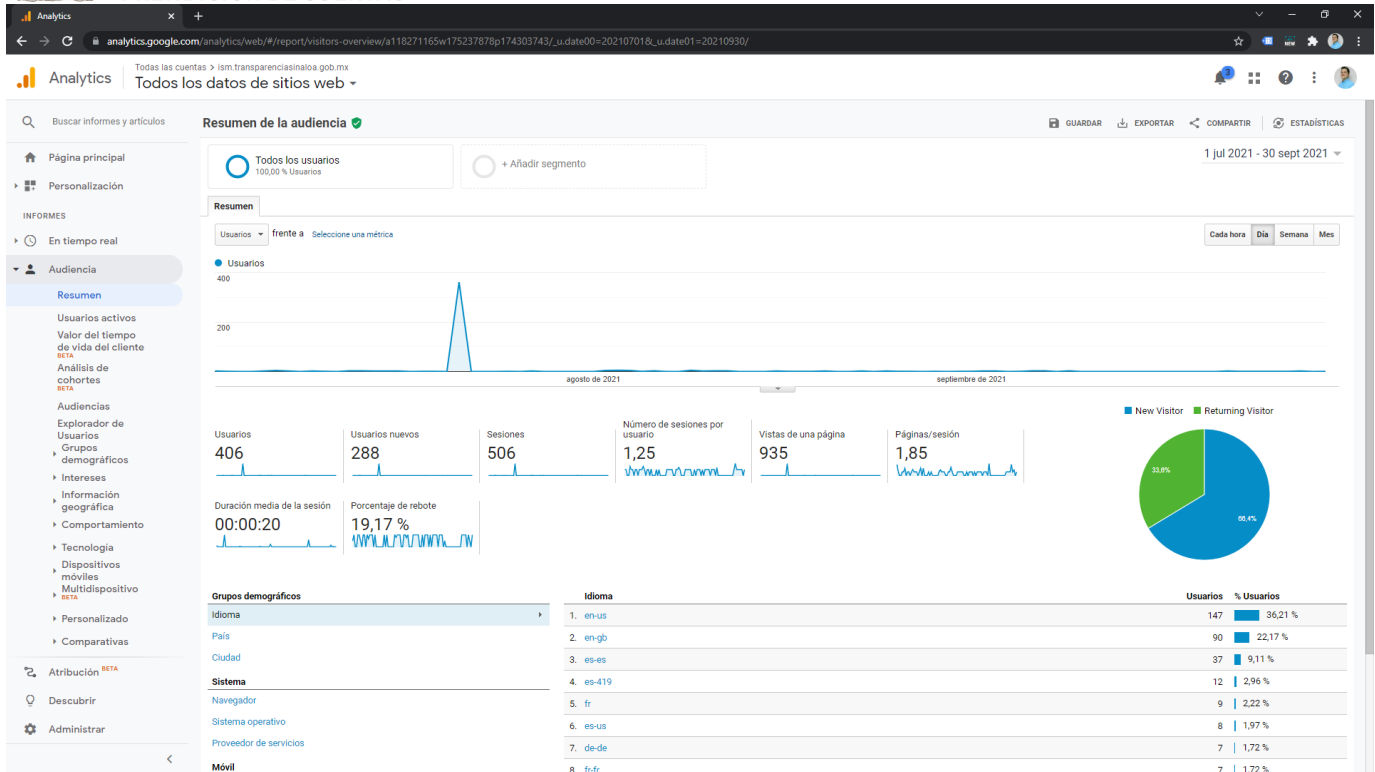 Analytics
analytics.google.com/analytics/web/#/report/visitors-overview/a118271165w175237878p174303743/_u.date00=20210701&_u.date01=20210930/
Analytics
Todas las cuentas > ism.transparenciasinaloa.gob.mx
Todos los datos de sitios web
3
Buscar informes y artículos
Página principal
Personalización
INFORMES
En tiempo real
Audiencia
Resumen
Usuarios activos
Valor del tiempo
de vida del cliente
BETA
Análisis de
cohortes
BETA
Audiencias
Explorador de
Usuarios
Grupos
demográficos
Intereses
Información
geográfica
Comportamiento
Tecnología
Dispositivos
móviles
Multidispositivo
BETA
Personalizado
Comparativas
Atribución BETA
Descubrir
Administrar
Resumen de la audiencia
GUARDAR
EXPORTAR
COMPARTIR
ESTADÍSTICAS
Todos los usuarios
100,00 % Usuarios
+ Añadir segmento
1 jul 2021 - 30 sept 2021
Resumen
Usuarios frente a Seleccione una métrica
Cada hora Día Semana Mes
Usuarios
400
200
agosto de 2021 septiembre de 2021
New Visitor Returning Visitor
33,6%
66,4%
Usuarios
406
Usuarios nuevos
288
Sesiones
506
Número de sesiones por
usuario
1,25
Vistas de una página
935
Páginas/sesión
1,85
Duración media de la sesión
00:00:20
Porcentaje de rebote
19,17 %
Grupos demográficos
Idioma
País
Ciudad
Sistema
Navegador
Sistema operativo
Proveedor de servicios
Móvil
Idioma Usuarios % Usuarios
1. en-us 147 36,21 %
2. en-gb 90 22,17 %
3. es-es 37 9,11 %
4. es-419 12 2,96 %
5. fr 9 2,22 %
6. es-us 8 1,97 %
7. de-de 7 1,72 %
8. fr-fr 7 1,72 %